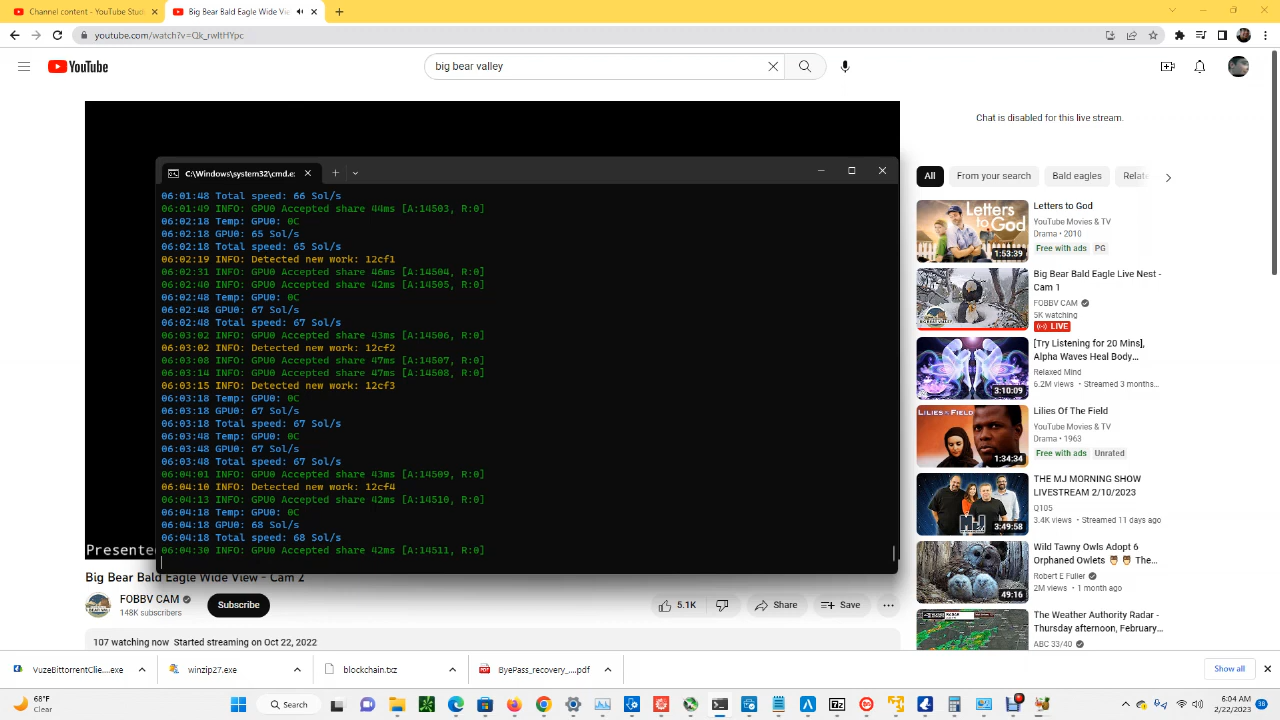 Channel content - YouTube Studi
Big Bear Bald Eagle Wide Vie
youtube.com/watch?v=Qk_rwItHYpc
YouTube
big bear valley
Chat is disabled for this live stream.
C:\Windows\system32\cmd.e:
06:01:48 Total speed: 66 Sol/s
06:01:49 INFO: GPU0 Accepted share 44ms [A:14503, R:0]
06:02:18 Temp: GPU0: 0C
06:02:18 GPU0: 65 Sol/s
06:02:18 Total speed: 65 Sol/s
06:02:19 INFO: Detected new work: 12cf1
06:02:31 INFO: GPU0 Accepted share 46ms [A:14504, R:0]
06:02:40 INFO: GPU0 Accepted share 42ms [A:14505, R:0]
06:02:48 Temp: GPU0: 0C
06:02:48 GPU0: 67 Sol/s
06:02:48 Total speed: 67 Sol/s
06:03:02 INFO: GPU0 Accepted share 43ms [A:14506, R:0]
06:03:02 INFO: Detected new work: 12cf2
06:03:08 INFO: GPU0 Accepted share 47ms [A:14507, R:0]
06:03:14 INFO: GPU0 Accepted share 47ms [A:14508, R:0]
06:03:15 INFO: Detected new work: 12cf3
06:03:18 Temp: GPU0: 0C
06:03:18 GPU0: 67 Sol/s
06:03:18 Total speed: 67 Sol/s
06:03:48 Temp: GPU0: 0C
06:03:48 GPU0: 67 Sol/s
06:03:48 Total speed: 67 Sol/s
06:04:01 INFO: GPU0 Accepted share 43ms [A:14509, R:0]
06:04:10 INFO: Detected new work: 12cf4
06:04:13 INFO: GPU0 Accepted share 42ms [A:14510, R:0]
06:04:18 Temp: GPU0: 0C
06:04:18 GPU0: 68 Sol/s
06:04:18 Total speed: 68 Sol/s
06:04:30 INFO: GPU0 Accepted share 42ms [A:14511, R:0]
Presente
Big Bear Bald Eagle Wide View - Cam 2
FOBBV CAM
148K subscribers
Subscribe
5.1K
Share
Save
107 watching now Started streaming on Oct 22, 2022
All
From your search
Bald eagles
Relate
Letters to God
1:53:39
Letters to God
YouTube Movies & TV
Drama • 2010
Free with ads PG
Big Bear Bald Eagle Live Nest -
Cam 1
FOBBV CAM
5K watching
LIVE
3:10:09
[Try Listening for 20 Mins],
Alpha Waves Heal Body...
Relaxed Mind
6.2M views • Streamed 3 months...
LILIES OF THE FIELD
1:34:34
Lilies Of The Field
YouTube Movies & TV
Drama • 1963
Free with ads Unrated
MJ
3:49:58
THE MJ MORNING SHOW
LIVESTREAM 2/10/2023
Q105
3.4K views • Streamed 11 days ago
49:16
Wild Tawny Owls Adopt 6
Orphaned Owlets The...
Robert E Fuller
2M views • 1 month ago
The Weather Authority Radar -
Thursday afternoon, February...
ABC 33/40
vuzeBittorrentClie....exe
winzip27.exe
blockchain.txz
ByePass_recovery_....pdf
Show all
68°F
Clear
Search
6:04 AM
2/22/2023
38